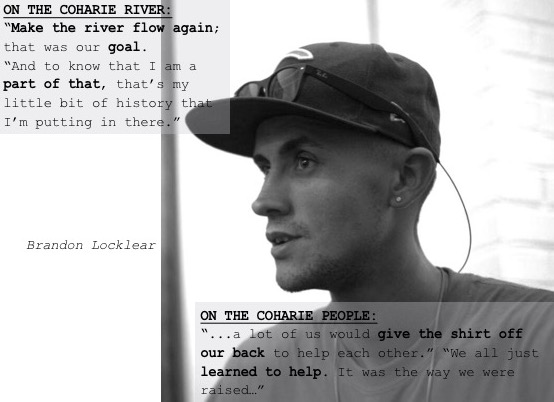 ON THE COHARIE RIVER:
“Make the river flow again;
that was our goal.
“And to know that I am a
part of that, that’s my
little bit of history that
I’m putting in there.”
Brandon Locklear
ON THE COHARIE PEOPLE:
“...a lot of us would give the shirt off
our back to help each other.” “We all just
learned to help. It was the way we were
raised…”